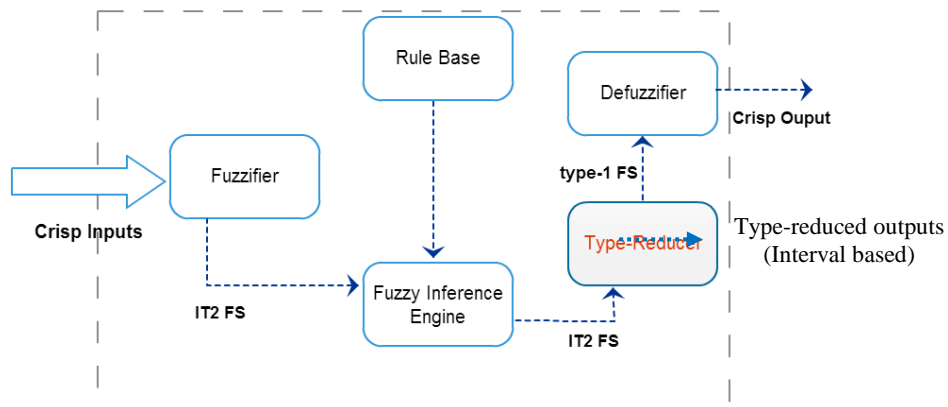 Rule Base
Defuzzifier
Crisp Ouput
Fuzzifier
type-1 FS
Crisp Inputs
Type-Reducer
Type-reduced outputs
(Interval based)
IT2 FS
Fuzzy Inference
Engine
IT2 FS